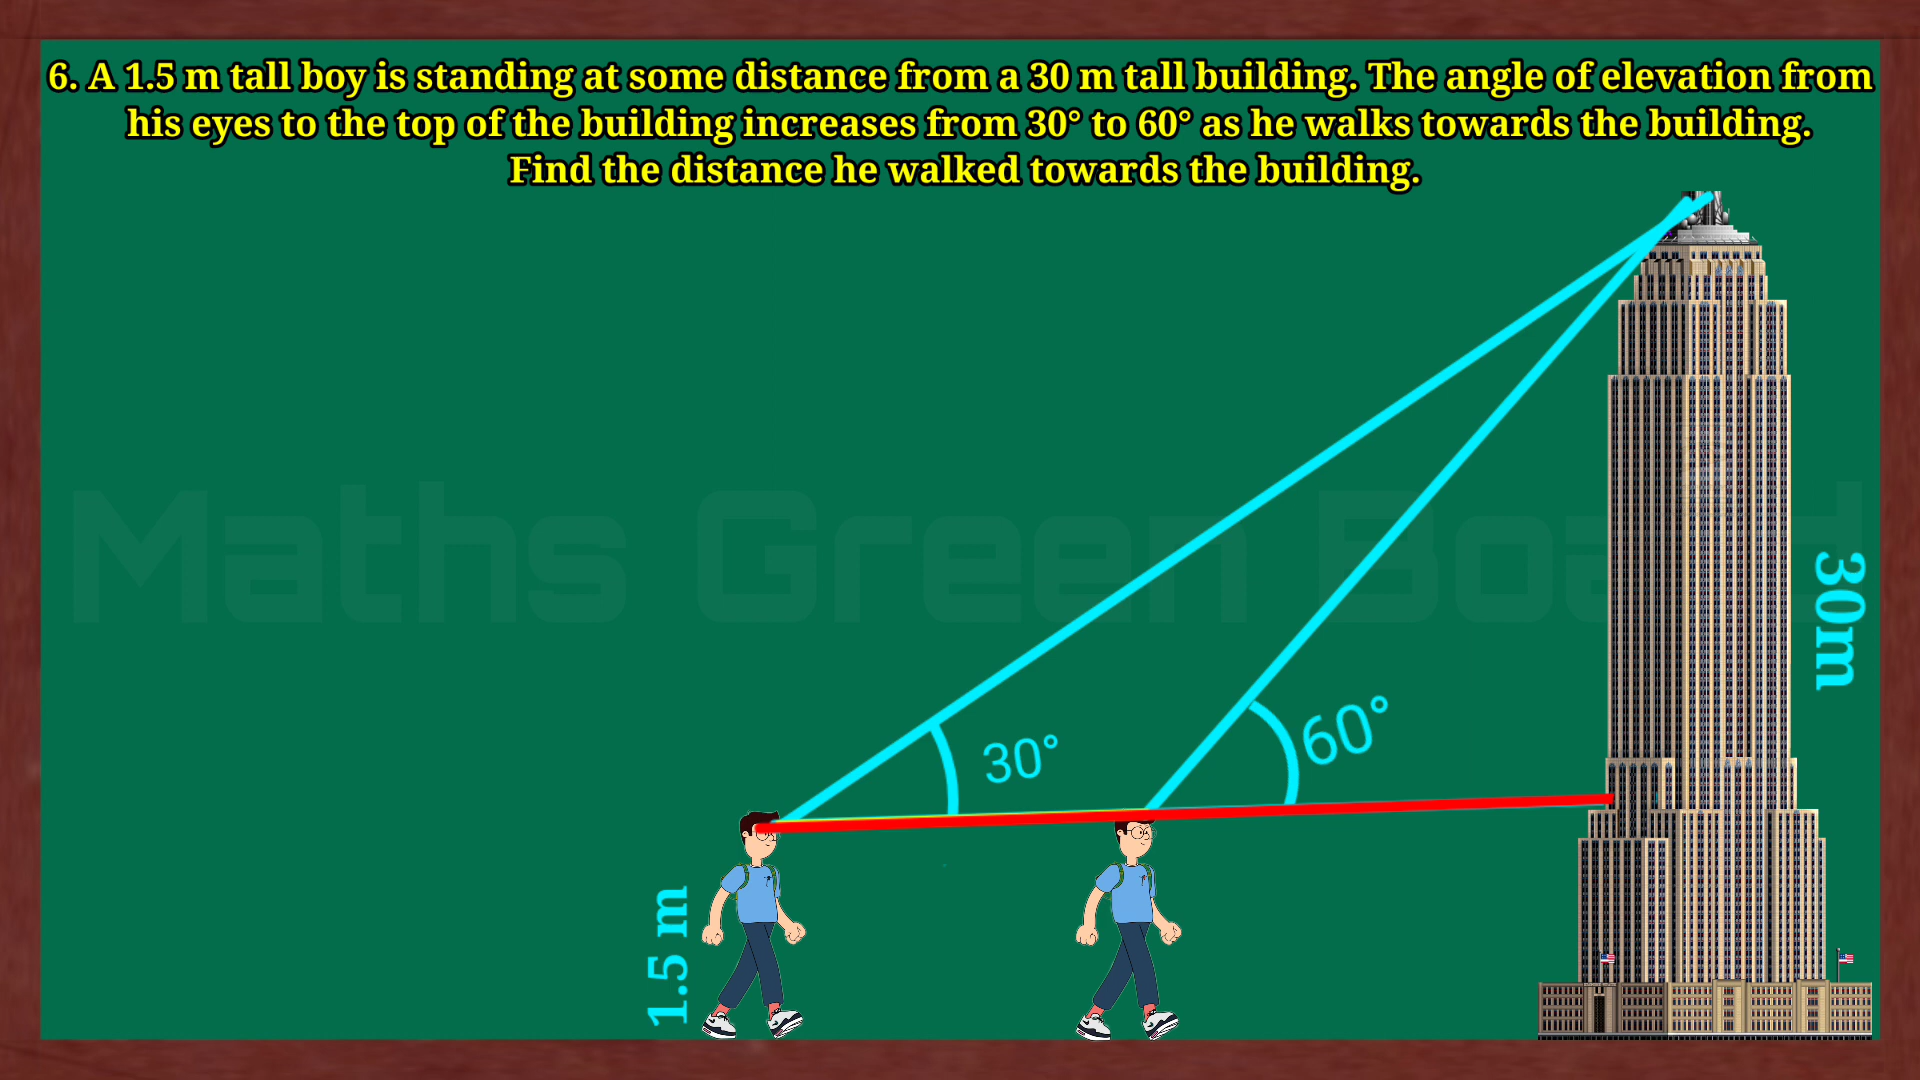 6. A 1.5 m tall boy is standing at some distance from a 30 m tall building. The angle of elevation from
his eyes to the top of the building increases from 30° to 60° as he walks towards the building.
Find the distance he walked towards the building.
Maths Green Board
30m
60°
30°
1.5 m